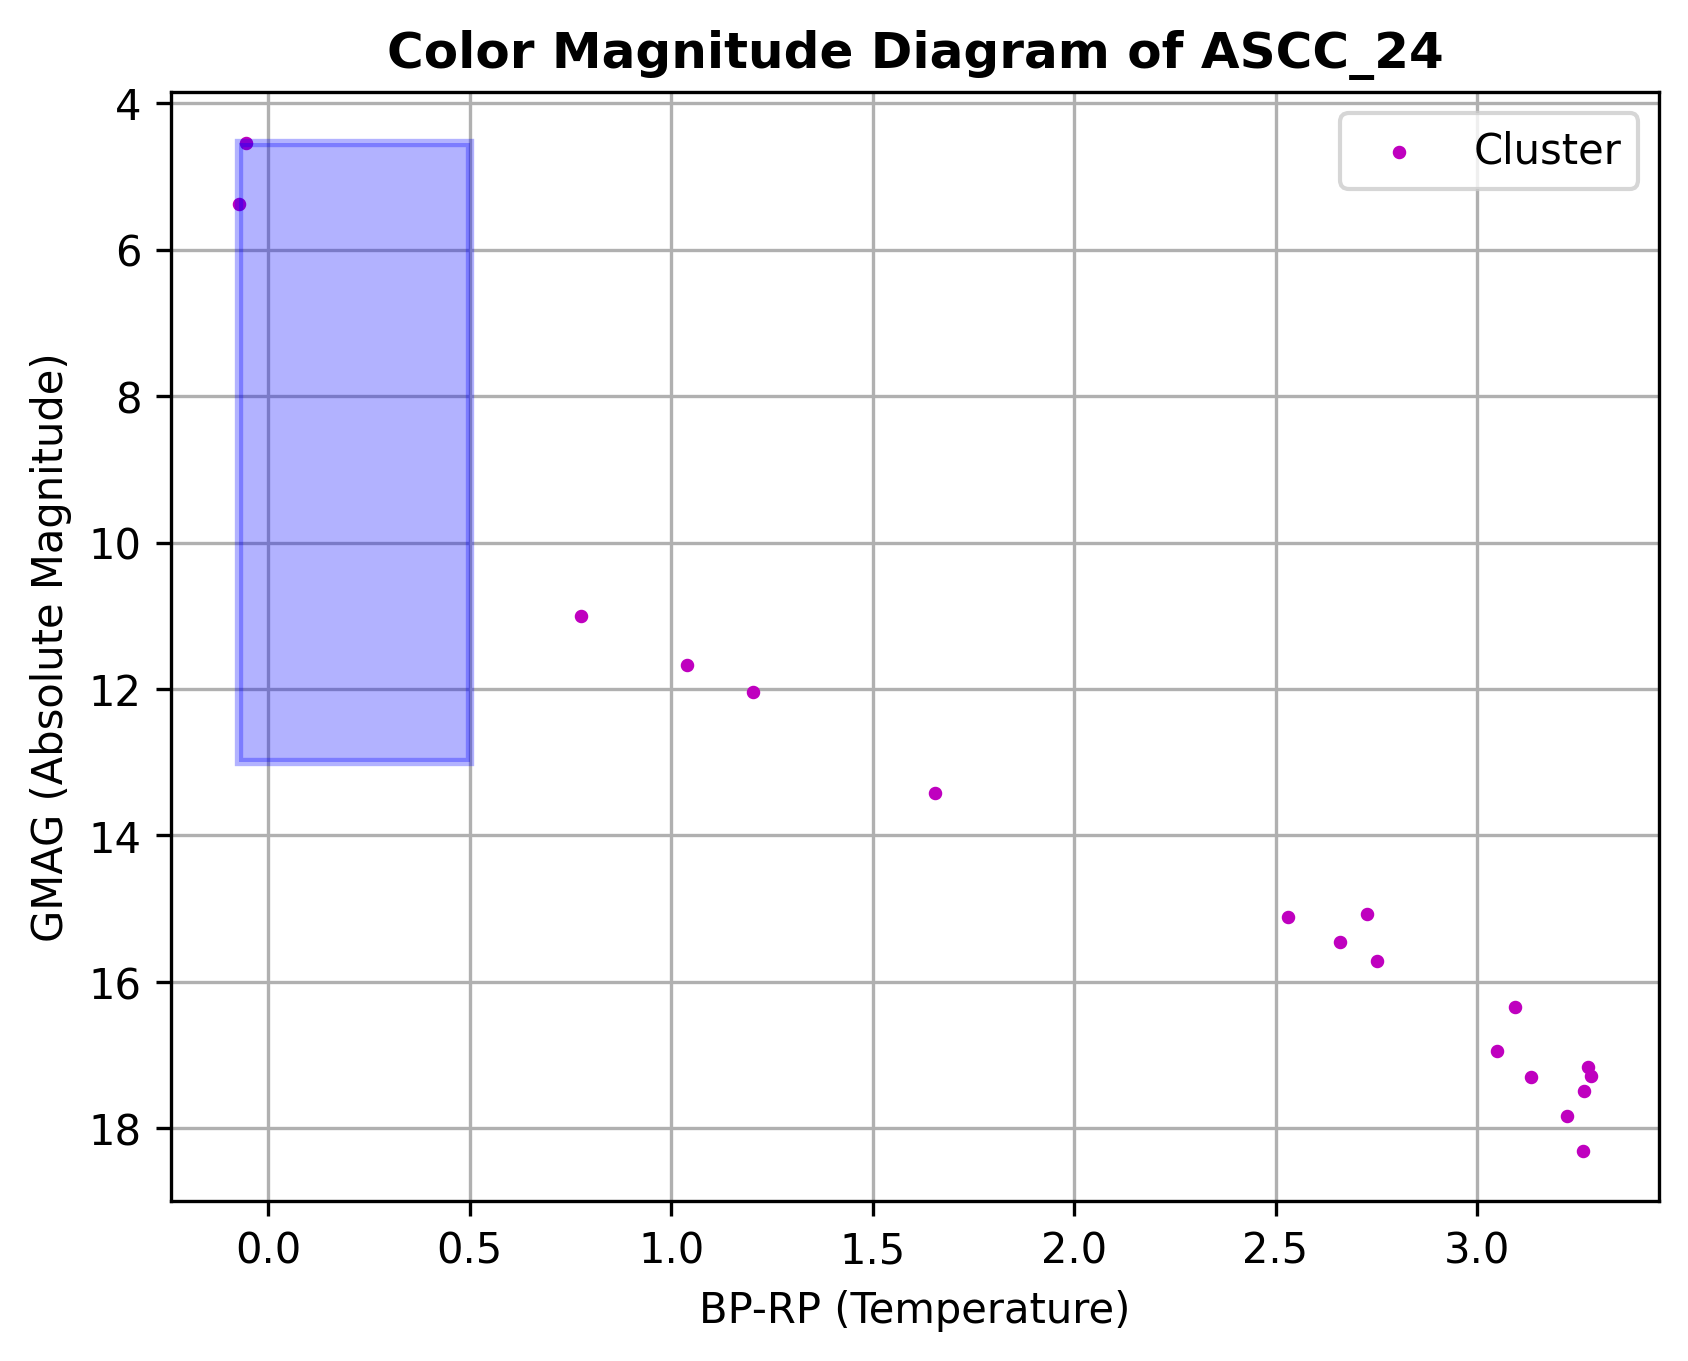 Color Magnitude Diagram of ASCC_24
Cluster
GMAG (Absolute Magnitude)
4
6
8
10
12
14
16
18
0.0 0.5 1.0 1.5 2.0 2.5 3.0
BP-RP (Temperature)